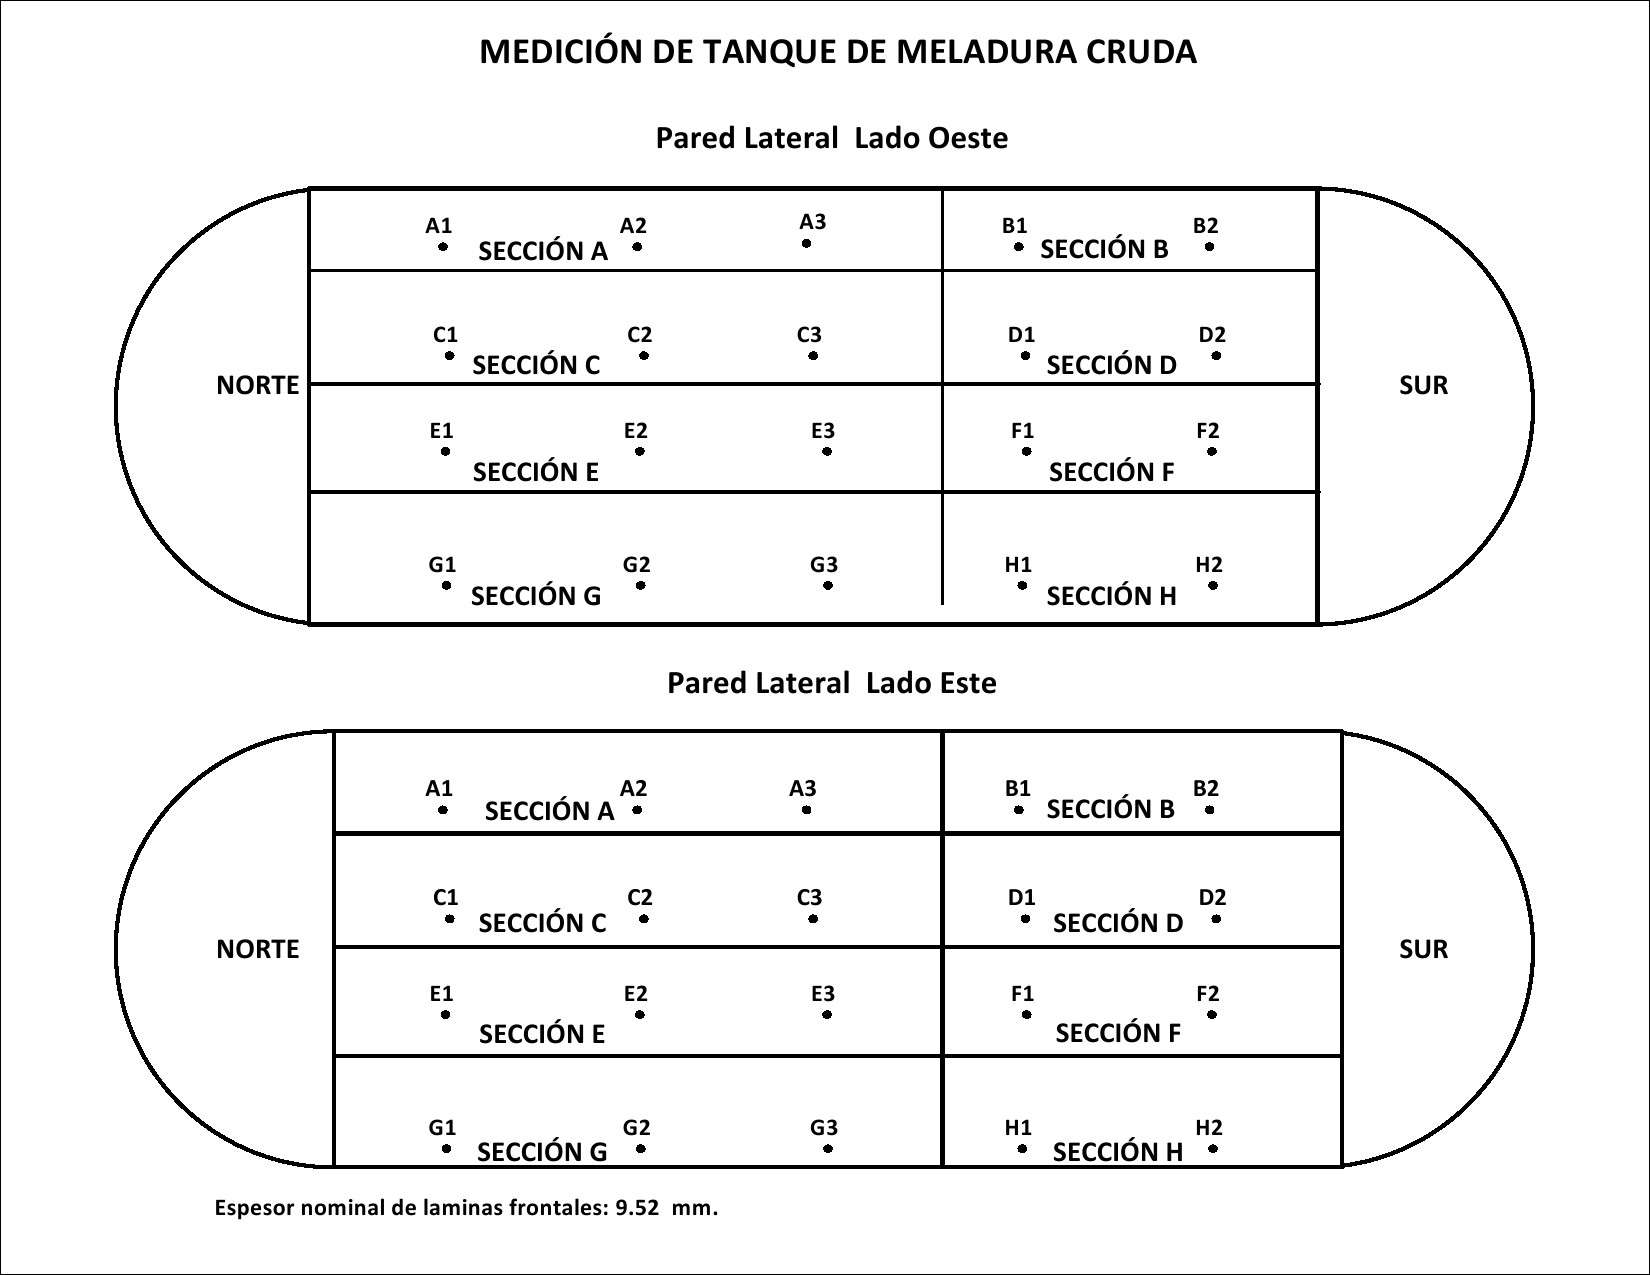 MEDICIÓN DE TANQUE DE MELADURA CRUDA
Pared Lateral  Lado Oeste
A1 A2 A3 B1 B2
SECCIÓN A SECCIÓN B
C1 C2 C3 D1 D2
SECCIÓN C SECCIÓN D
NORTE SUR
E1 E2 E3 F1 F2
SECCIÓN E SECCIÓN F
G1 G2 G3 H1 H2
SECCIÓN G SECCIÓN H
Pared Lateral  Lado Este
A1 A2 A3 B1 B2
SECCIÓN A SECCIÓN B
C1 C2 C3 D1 D2
SECCIÓN C SECCIÓN D
NORTE SUR
E1 E2 E3 F1 F2
SECCIÓN E SECCIÓN F
G1 G2 G3 H1 H2
SECCIÓN G SECCIÓN H
Espesor nominal de laminas frontales: 9.52  mm.